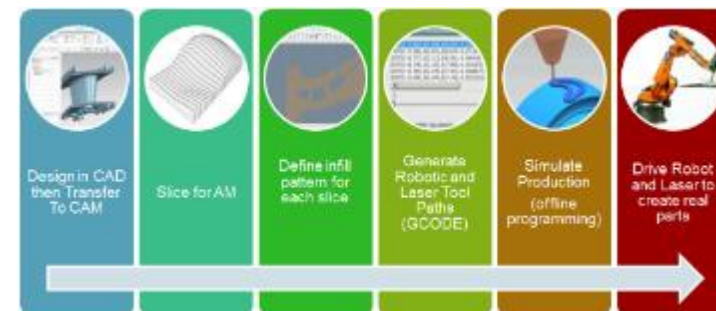 Design in CAD
then Transfer
To CAM
Slice for AM
Define infill
pattern for
each slice
Generate
Robotic and
Laser Tool
Paths
(GCODE)
Simulate
Production
(offline
programming)
Drive Robot
and Laser to
create real
parts